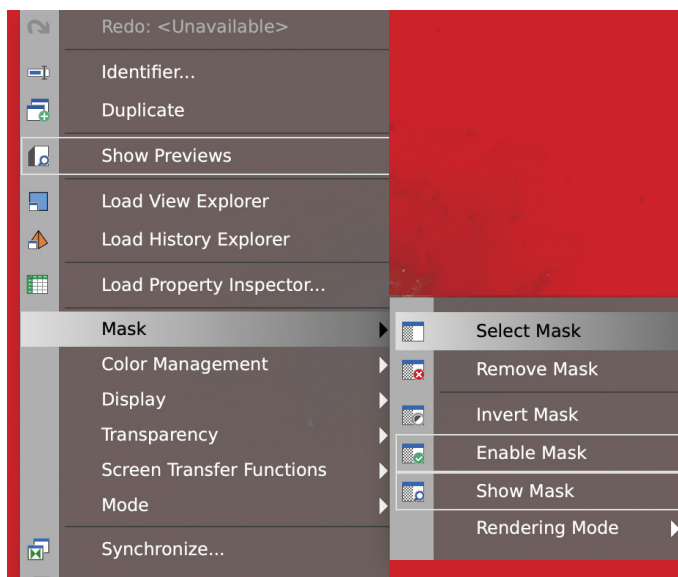 Redo: <Unavailable>
Identifier...
Duplicate
Show Previews
Load View Explorer
Load History Explorer
Load Property Inspector...
Mask
Color Management
Display
Transparency
Screen Transfer Functions
Mode
Synchronize...
Select Mask
Remove Mask
Invert Mask
Enable Mask
Show Mask
Rendering Mode